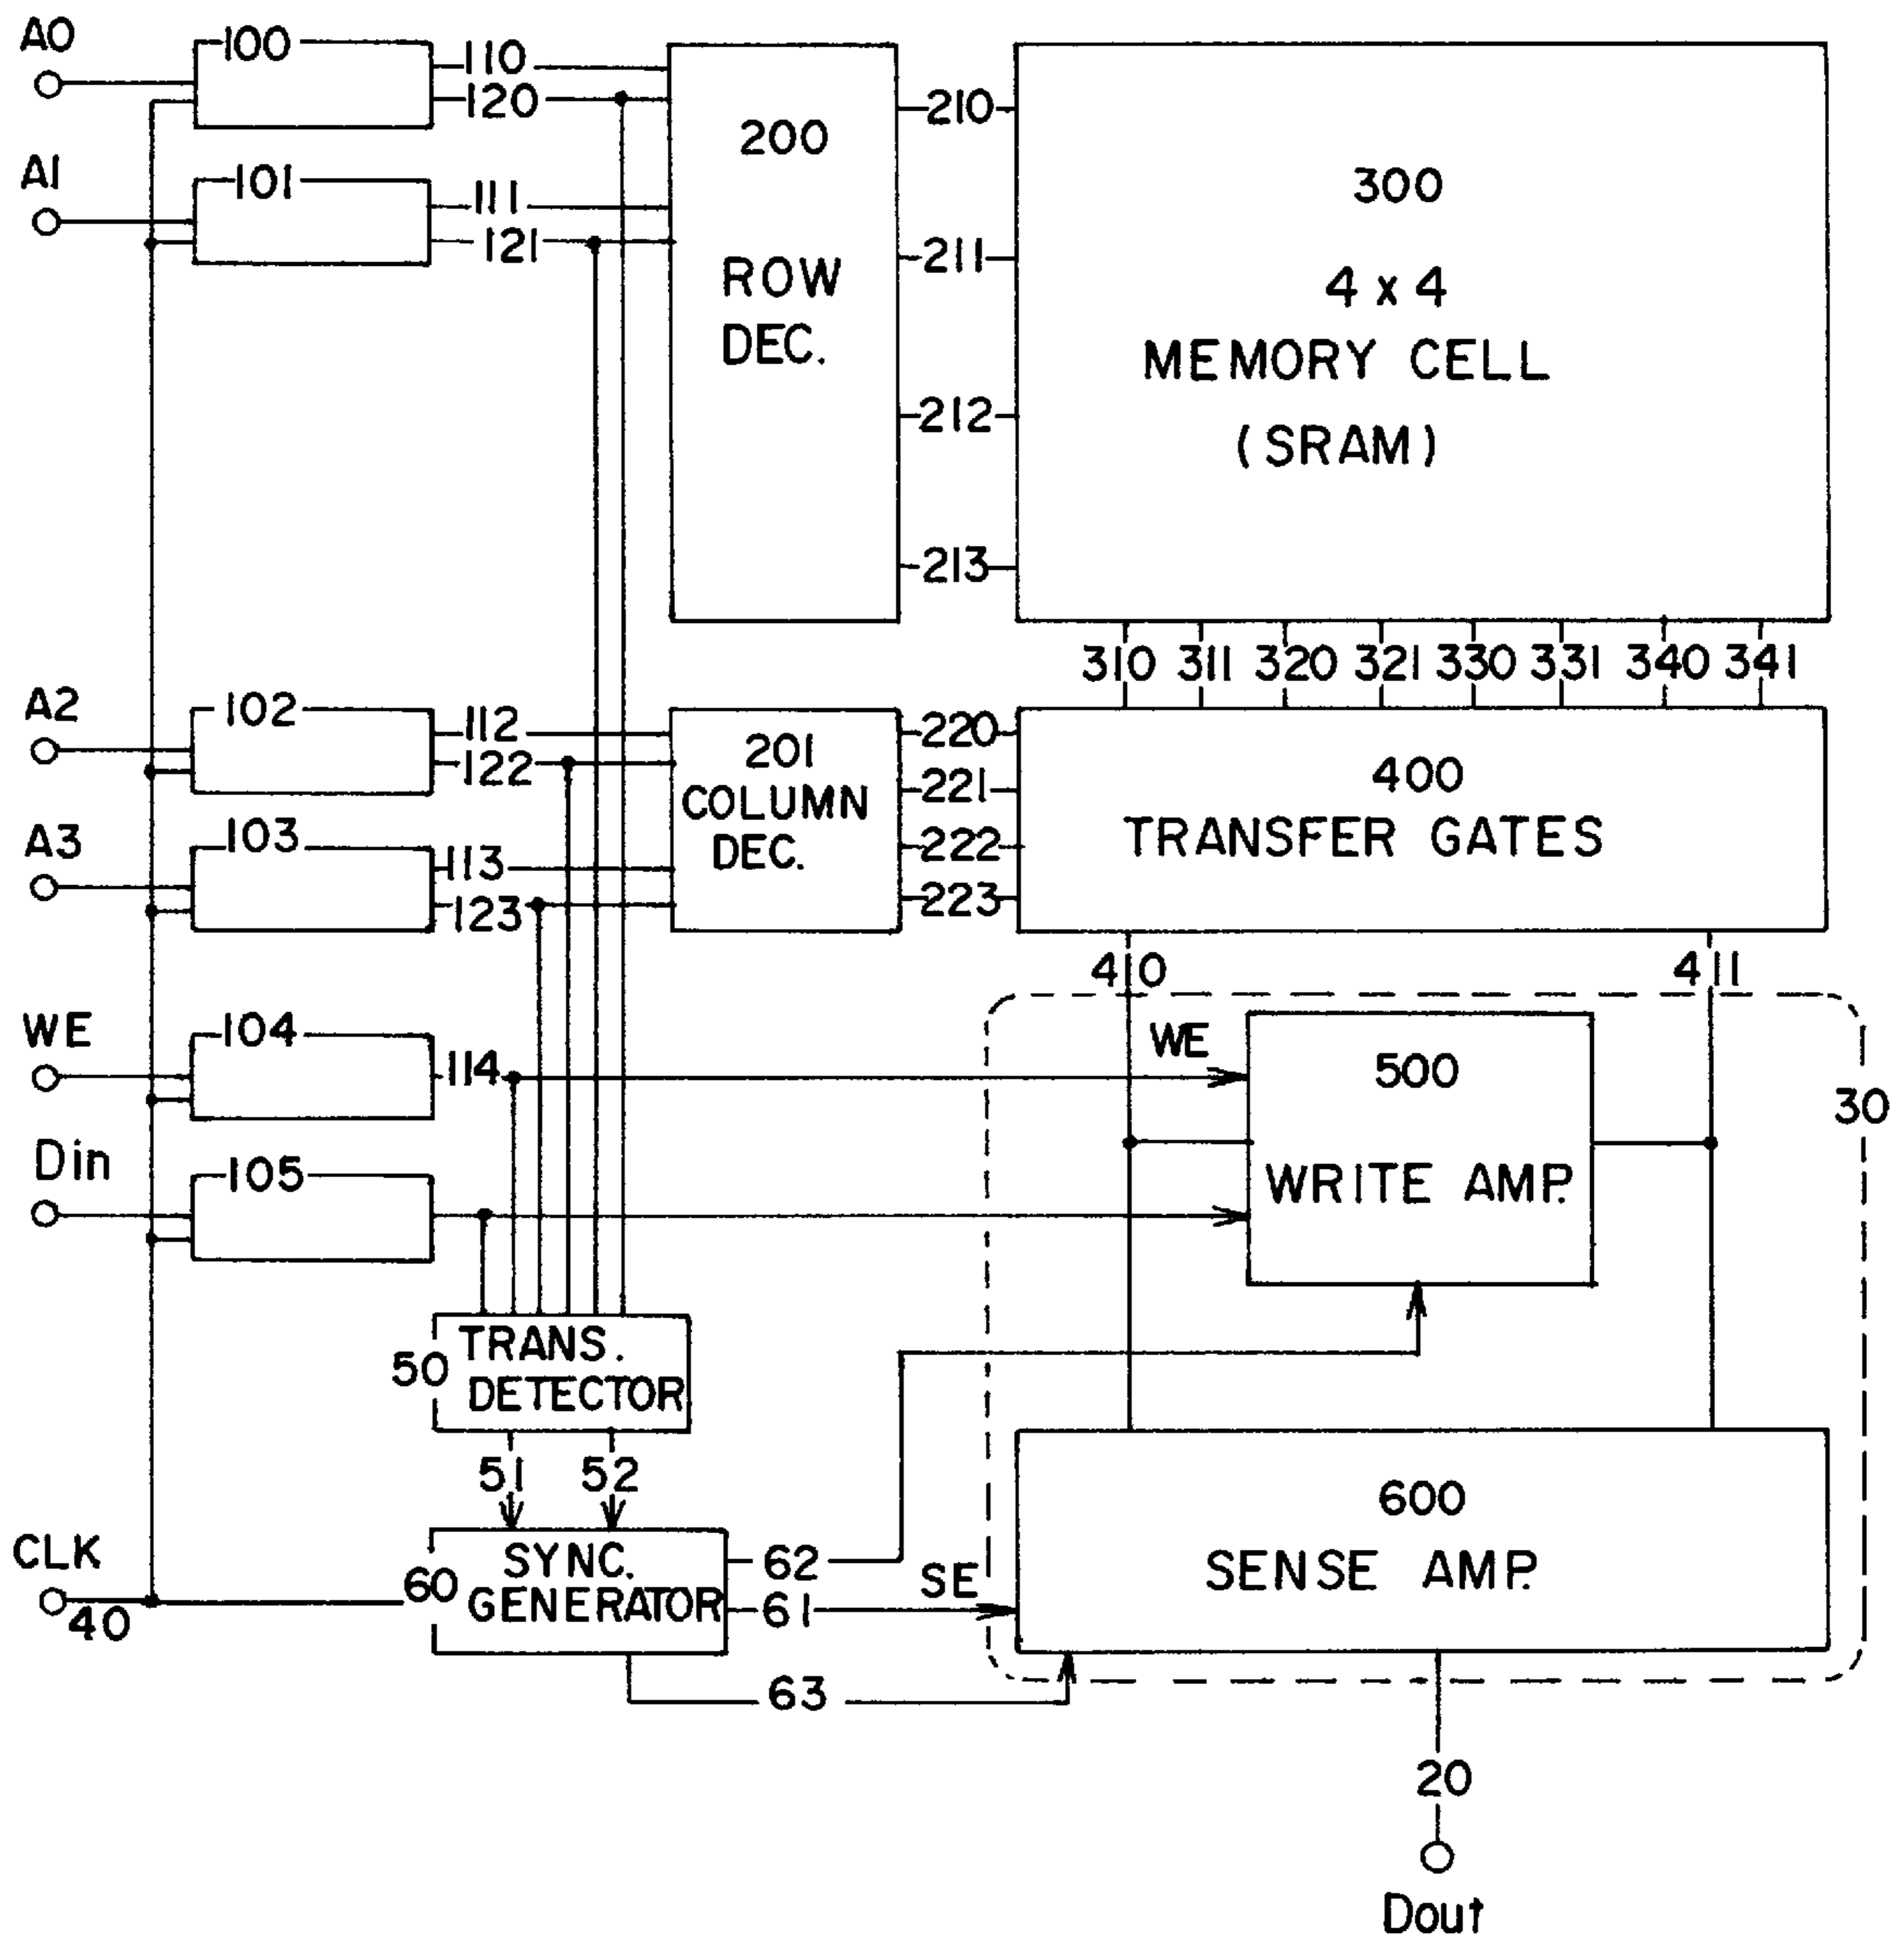 A0
100
110
120
A1
101
111
121
200
ROW
DEC.
210
211
212
213
300
4 x 4
MEMORY CELL
(SRAM)
310 311 320 321 330 331 340 341
A2
102
112
122
A3
103
113
123
201
COLUMN
DEC.
220
221
222
223
400
TRANSFER GATES
410
411
WE
104
114
WE
500
WRITE AMP.
30
Din
105
50
TRANS.
DETECTOR
51
52
CLK
40
60
SYNC.
GENERATOR
62
61
63
SE
600
SENSE AMP.
20
Dout